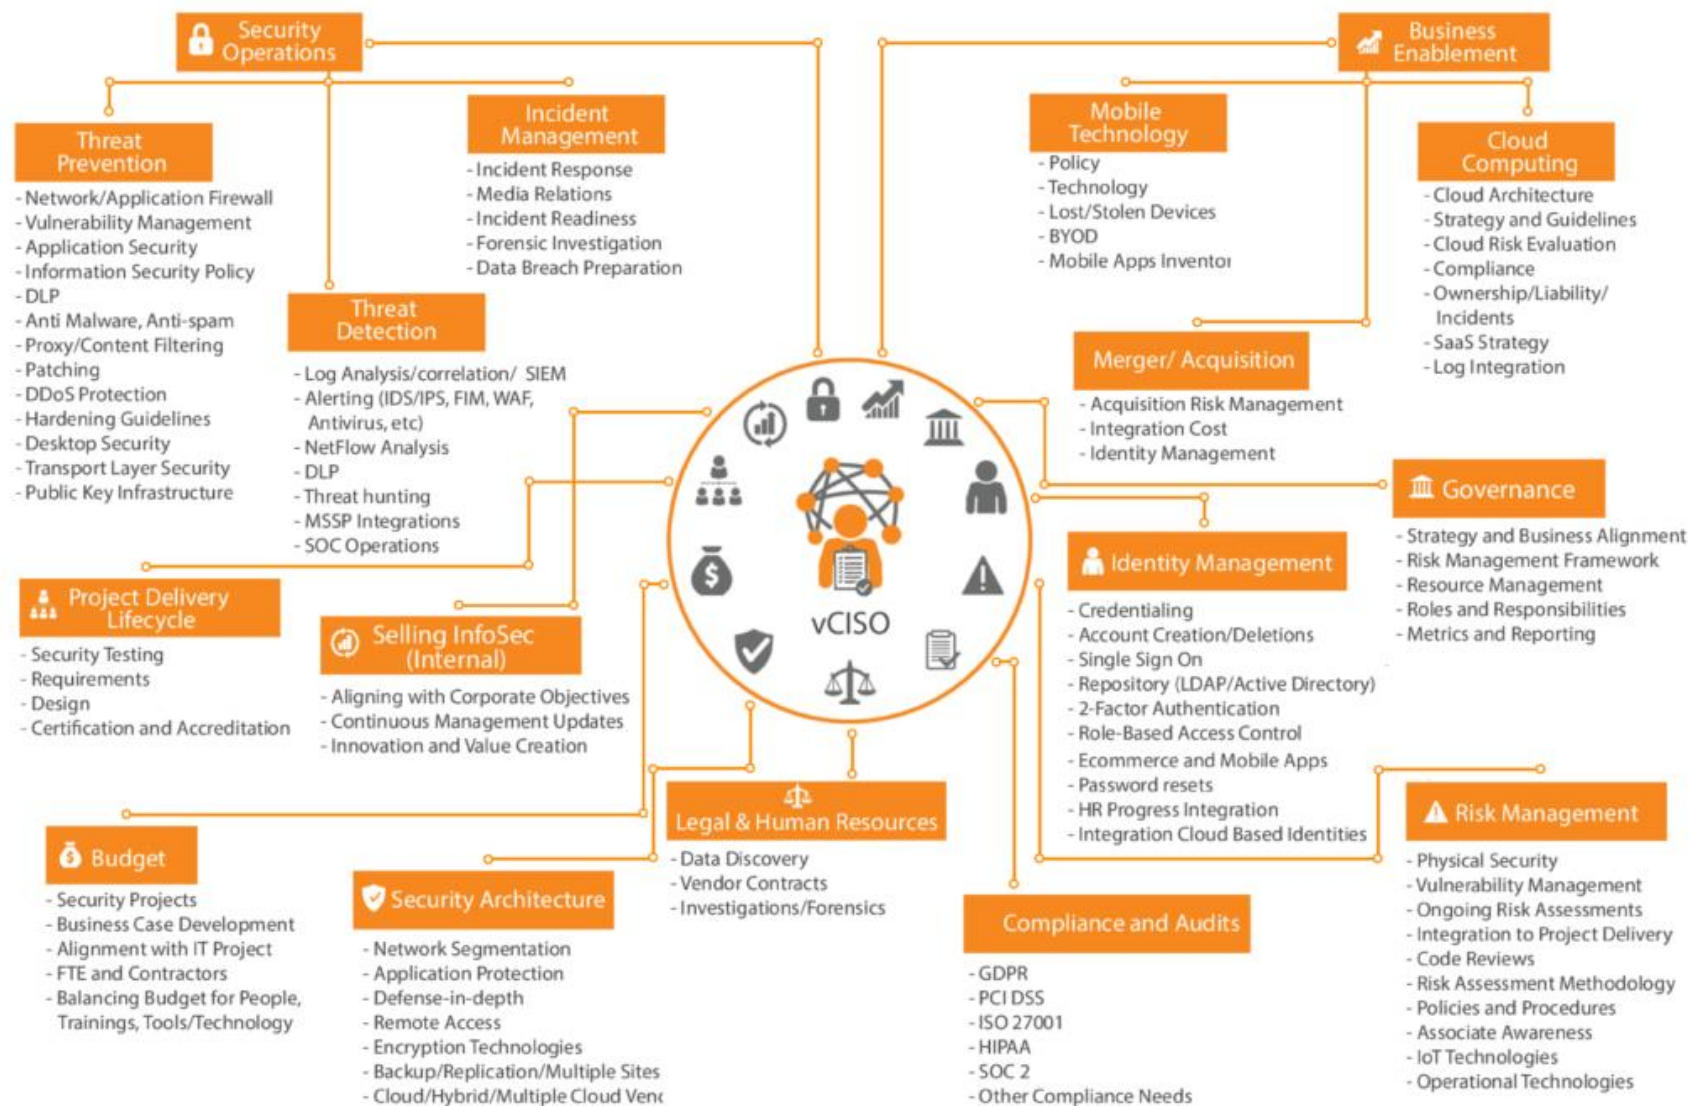 Security
Operations
Business
Enablement
Threat
Prevention
- Network/Application Firewall
- Vulnerability Management
- Application Security
- Information Security Policy
- DLP
- Anti Malware, Anti-spam
- Proxy/Content Filtering
- Patching
- DDoS Protection
- Hardening Guidelines
- Desktop Security
- Transport Layer Security
- Public Key Infrastructure
Incident
Management
- Incident Response
- Media Relations
- Incident Readiness
- Forensic Investigation
- Data Breach Preparation
Threat
Detection
- Log Analysis/correlation/ SIEM
- Alerting (IDS/IPS, FIM, WAF,
Antivirus, etc)
- NetFlow Analysis
- DLP
- Threat hunting
- MSSP Integrations
- SOC Operations
Mobile
Technology
- Policy
- Technology
- Lost/Stolen Devices
- BYOD
- Mobile Apps Inventor
Cloud
Computing
- Cloud Architecture
- Strategy and Guidelines
- Cloud Risk Evaluation
- Compliance
- Ownership/Liability/
Incidents
- SaaS Strategy
- Log Integration
Merger/ Acquisition
- Acquisition Risk Management
- Integration Cost
- Identity Management
Governance
- Strategy and Business Alignment
- Risk Management Framework
- Resource Management
- Roles and Responsibilities
- Metrics and Reporting
vCISO
Identity Management
- Credentialing
- Account Creation/Deletions
- Single Sign On
- Repository (LDAP/Active Directory)
- 2-Factor Authentication
- Role-Based Access Control
- Ecommerce and Mobile Apps
- Password resets
- HR Progress Integration
- Integration Cloud Based Identities
Project Delivery
Lifecycle
- Security Testing
- Requirements
- Design
- Certification and Accreditation
Selling InfoSec
(Internal)
- Aligning with Corporate Objectives
- Continuous Management Updates
- Innovation and Value Creation
Budget
- Security Projects
- Business Case Development
- Alignment with IT Project
- FTE and Contractors
- Balancing Budget for People,
Trainings, Tools/Technology
Security Architecture
- Network Segmentation
- Application Protection
- Defense-in-depth
- Remote Access
- Encryption Technologies
- Backup/Replication/Multiple Sites
- Cloud/Hybrid/Multiple Cloud
Legal & Human Resources
- Data Discovery
- Vendor Contracts
- Investigations/Forensics
Compliance and Audits
- GDPR
- PCI DSS
- ISO 27001
- HIPAA
- SOC 2
- Other Compliance Needs
Risk Management
- Physical Security
- Vulnerability Management
- Ongoing Risk Assessments
- Integration to Project Delivery
- Code Reviews
- Risk Assessment Methodology
- Policies and Procedures
- Associate Awareness
- IoT Technologies
- Operational Technologies